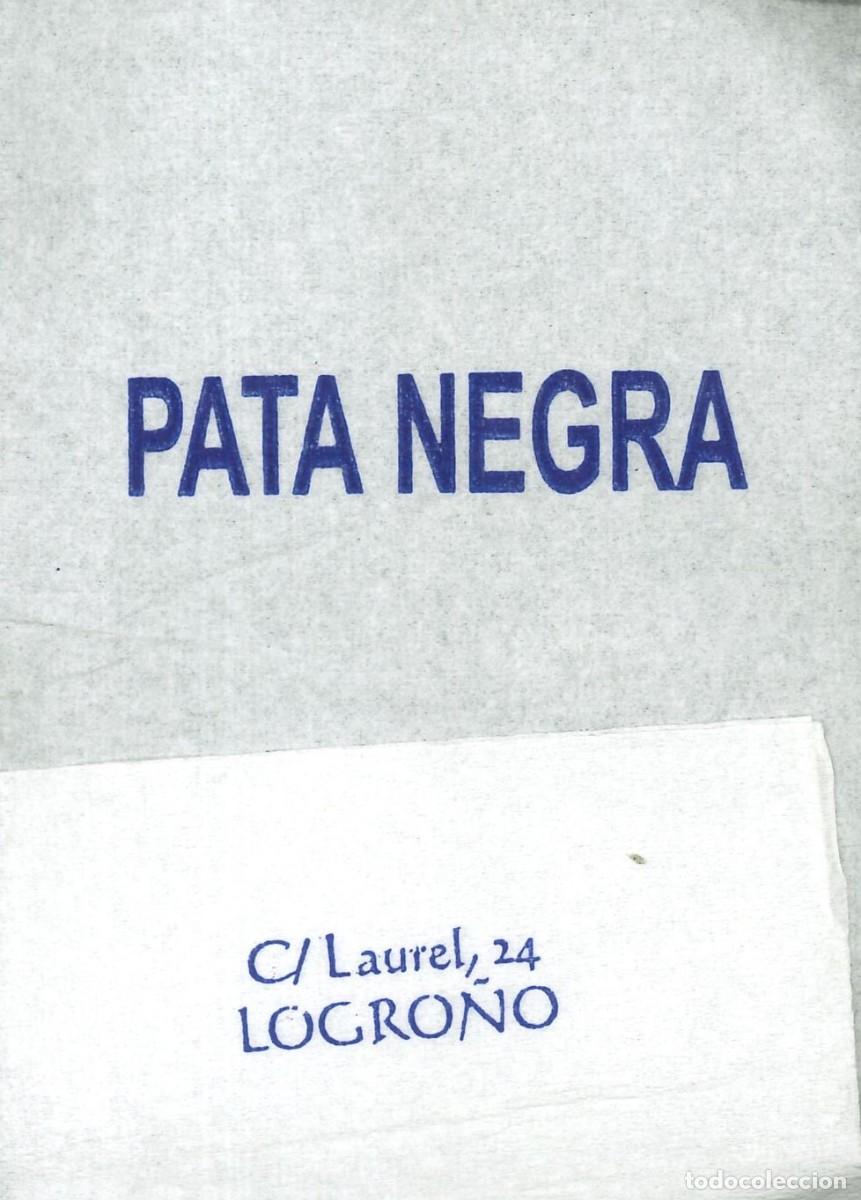 PATA NEGRA
C/ Laurel, 24
LOGROÑO
todocoleccion